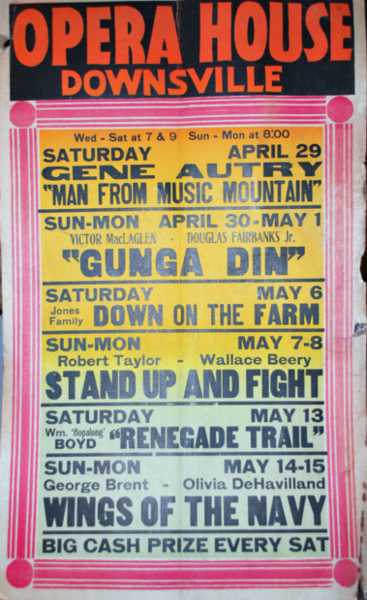 OPERA HOUSE
DOWNSVILLE
Wed - Sat at 7 & 9 Sun - Mon at 8:00
SATURDAY APRIL 29
GENE AUTRY
"MAN FROM MUSIC MOUNTAIN"
SUN-MON APRIL 30-MAY 1
VICTOR MacLAGLEN - DOUGLAS FAIRBANKS Jr.
"GUNGA DIN"
SATURDAY MAY 6
Jones Family DOWN ON THE FARM
SUN-MON MAY 7-8
Robert Taylor - Wallace Beery
STAND UP AND FIGHT
SATURDAY MAY 13
Wm. 'Hopalong' BOYD "RENEGADE TRAIL"
SUN-MON MAY 14-15
George Brent - Olivia DeHavilland
WINGS OF THE NAVY
BIG CASH PRIZE EVERY SAT